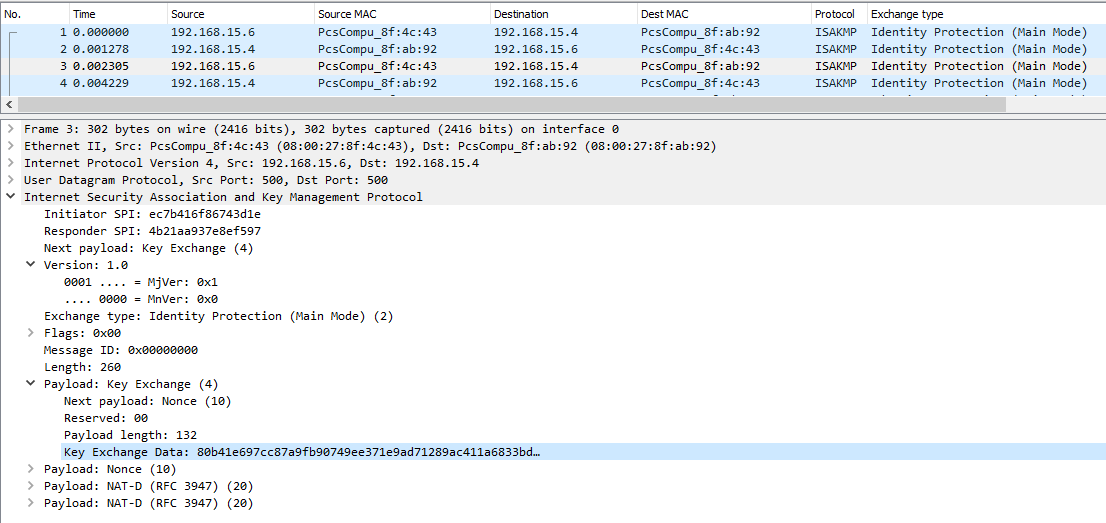 No. Time Source Source MAC Destination Dest MAC Protocol Exchange type
1 0.000000 192.168.15.6 PcsCompu_8f:4c:43 192.168.15.4 PcsCompu_8f:ab:92 ISAKMP Identity Protection (Main Mode)
2 0.001278 192.168.15.4 PcsCompu_8f:ab:92 192.168.15.6 PcsCompu_8f:4c:43 ISAKMP Identity Protection (Main Mode)
3 0.002305 192.168.15.6 PcsCompu_8f:4c:43 192.168.15.4 PcsCompu_8f:ab:92 ISAKMP Identity Protection (Main Mode)
4 0.004229 192.168.15.4 PcsCompu_8f:ab:92 192.168.15.6 PcsCompu_8f:4c:43 ISAKMP Identity Protection (Main Mode)
Frame 3: 302 bytes on wire (2416 bits), 302 bytes captured (2416 bits) on interface 0
Ethernet II, Src: PcsCompu_8f:4c:43 (08:00:27:8f:4c:43), Dst: PcsCompu_8f:ab:92 (08:00:27:8f:ab:92)
Internet Protocol Version 4, Src: 192.168.15.6, Dst: 192.168.15.4
User Datagram Protocol, Src Port: 500, Dst Port: 500
Internet Security Association and Key Management Protocol
Initiator SPI: ec7b416f86743d1e
Responder SPI: 4b21aa937e8ef597
Next payload: Key Exchange (4)
Version: 1.0
0001 .... = MjVer: 0x1
.... 0000 = MnVer: 0x0
Exchange type: Identity Protection (Main Mode) (2)
Flags: 0x00
Message ID: 0x00000000
Length: 260
Payload: Key Exchange (4)
Next payload: Nonce (10)
Reserved: 00
Payload length: 132
Key Exchange Data: 80b41e697cc87a9fb90749ee371e9ad71289ac411a6833bd…
Payload: Nonce (10)
Payload: NAT-D (RFC 3947) (20)
Payload: NAT-D (RFC 3947) (20)